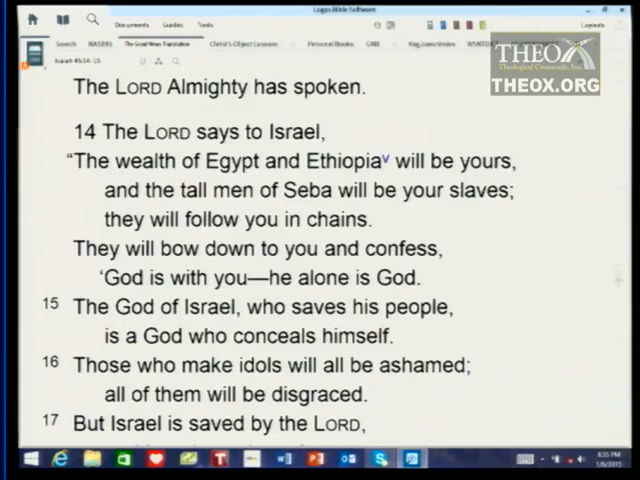 Logos Bible Software
Documents Guides Tools
Layouts
Search NASB95 The Good News Translation Christ's Object Lessons Personal Books GNB King James Version
Isaiah 45:14-15
THEOX
Theological Crossroads, Inc.
THEOX.ORG
The LORD Almighty has spoken.
14 The LORD says to Israel,
“The wealth of Egypt and Ethiopiav will be yours,
and the tall men of Seba will be your slaves;
they will follow you in chains.
They will bow down to you and confess,
‘God is with you—he alone is God.
15 The God of Israel, who saves his people,
is a God who conceals himself.
16 Those who make idols will all be ashamed;
all of them will be disgraced.
17 But Israel is saved by the LORD,
8:55 PM
1/6/2015